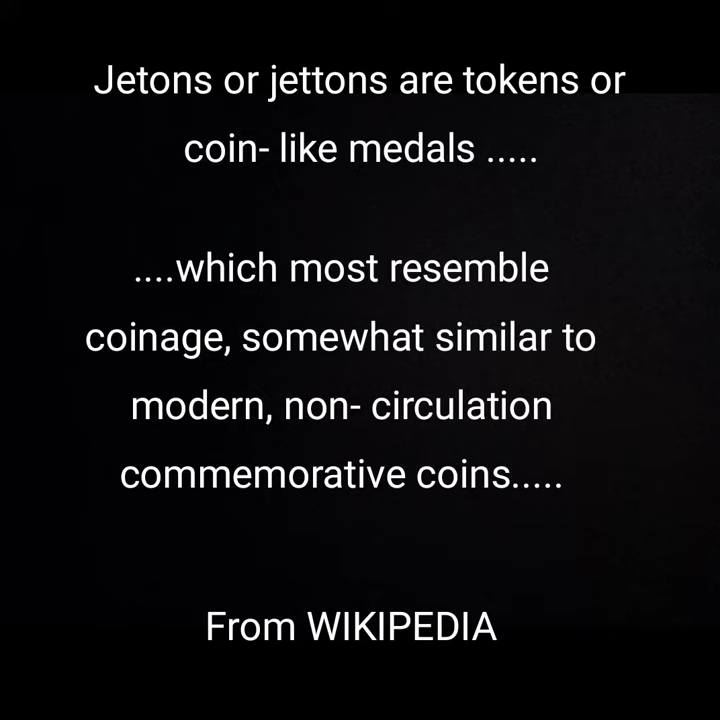 Jetons or jettons are tokens or
coin- like medals .....
....which most resemble
coinage, somewhat similar to
modern, non- circulation
commemorative coins.....
From WIKIPEDIA